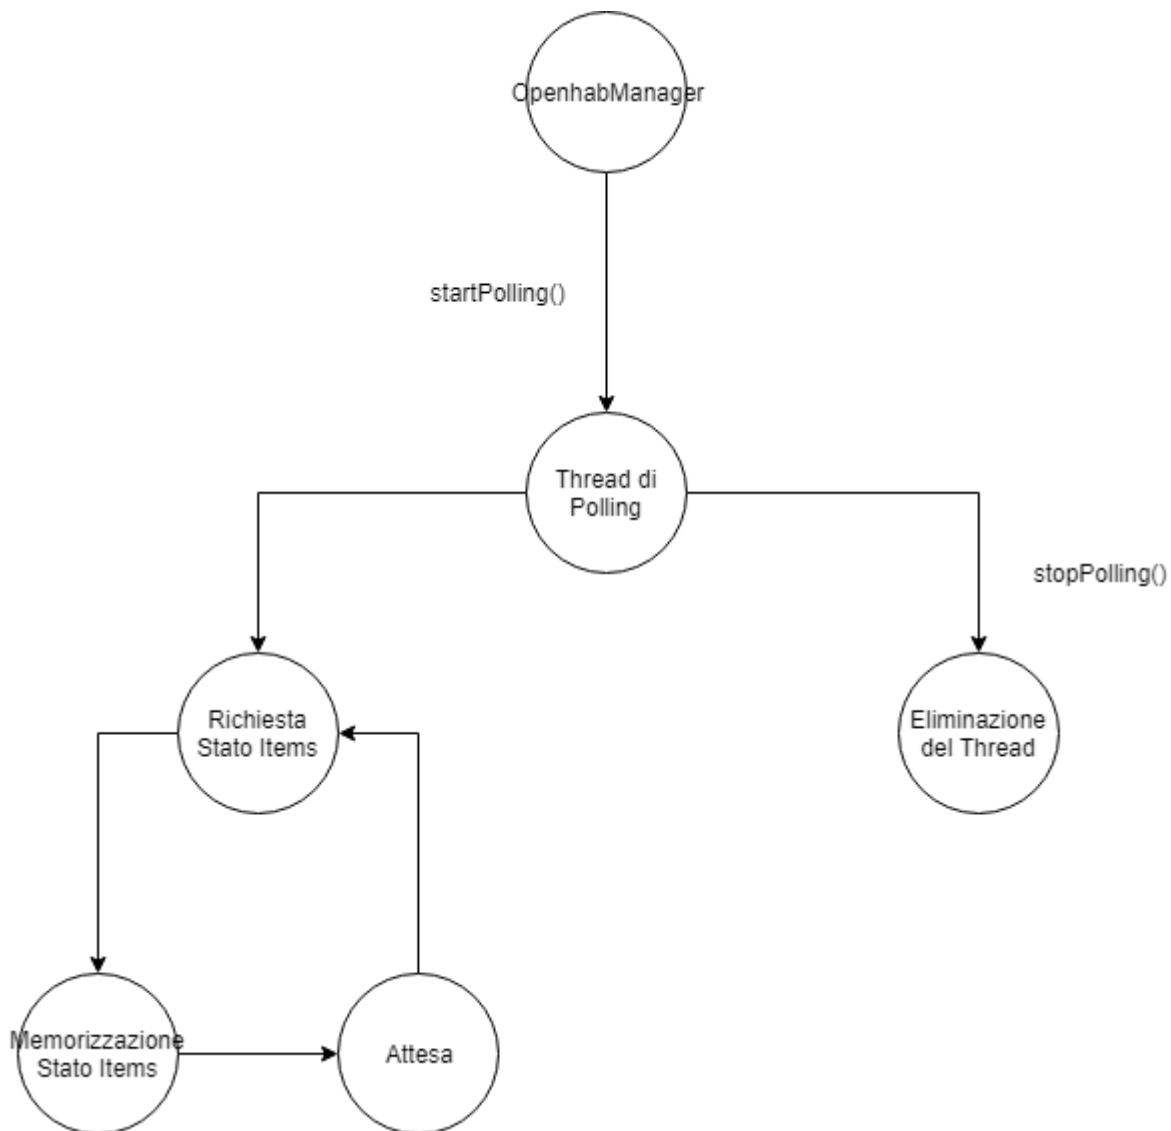 OpenhabManager
startPolling()
Thread di
Polling
stopPolling()
Richiesta
Stato Items
Eliminazione
del Thread
Memorizzazione
Stato Items
Attesa